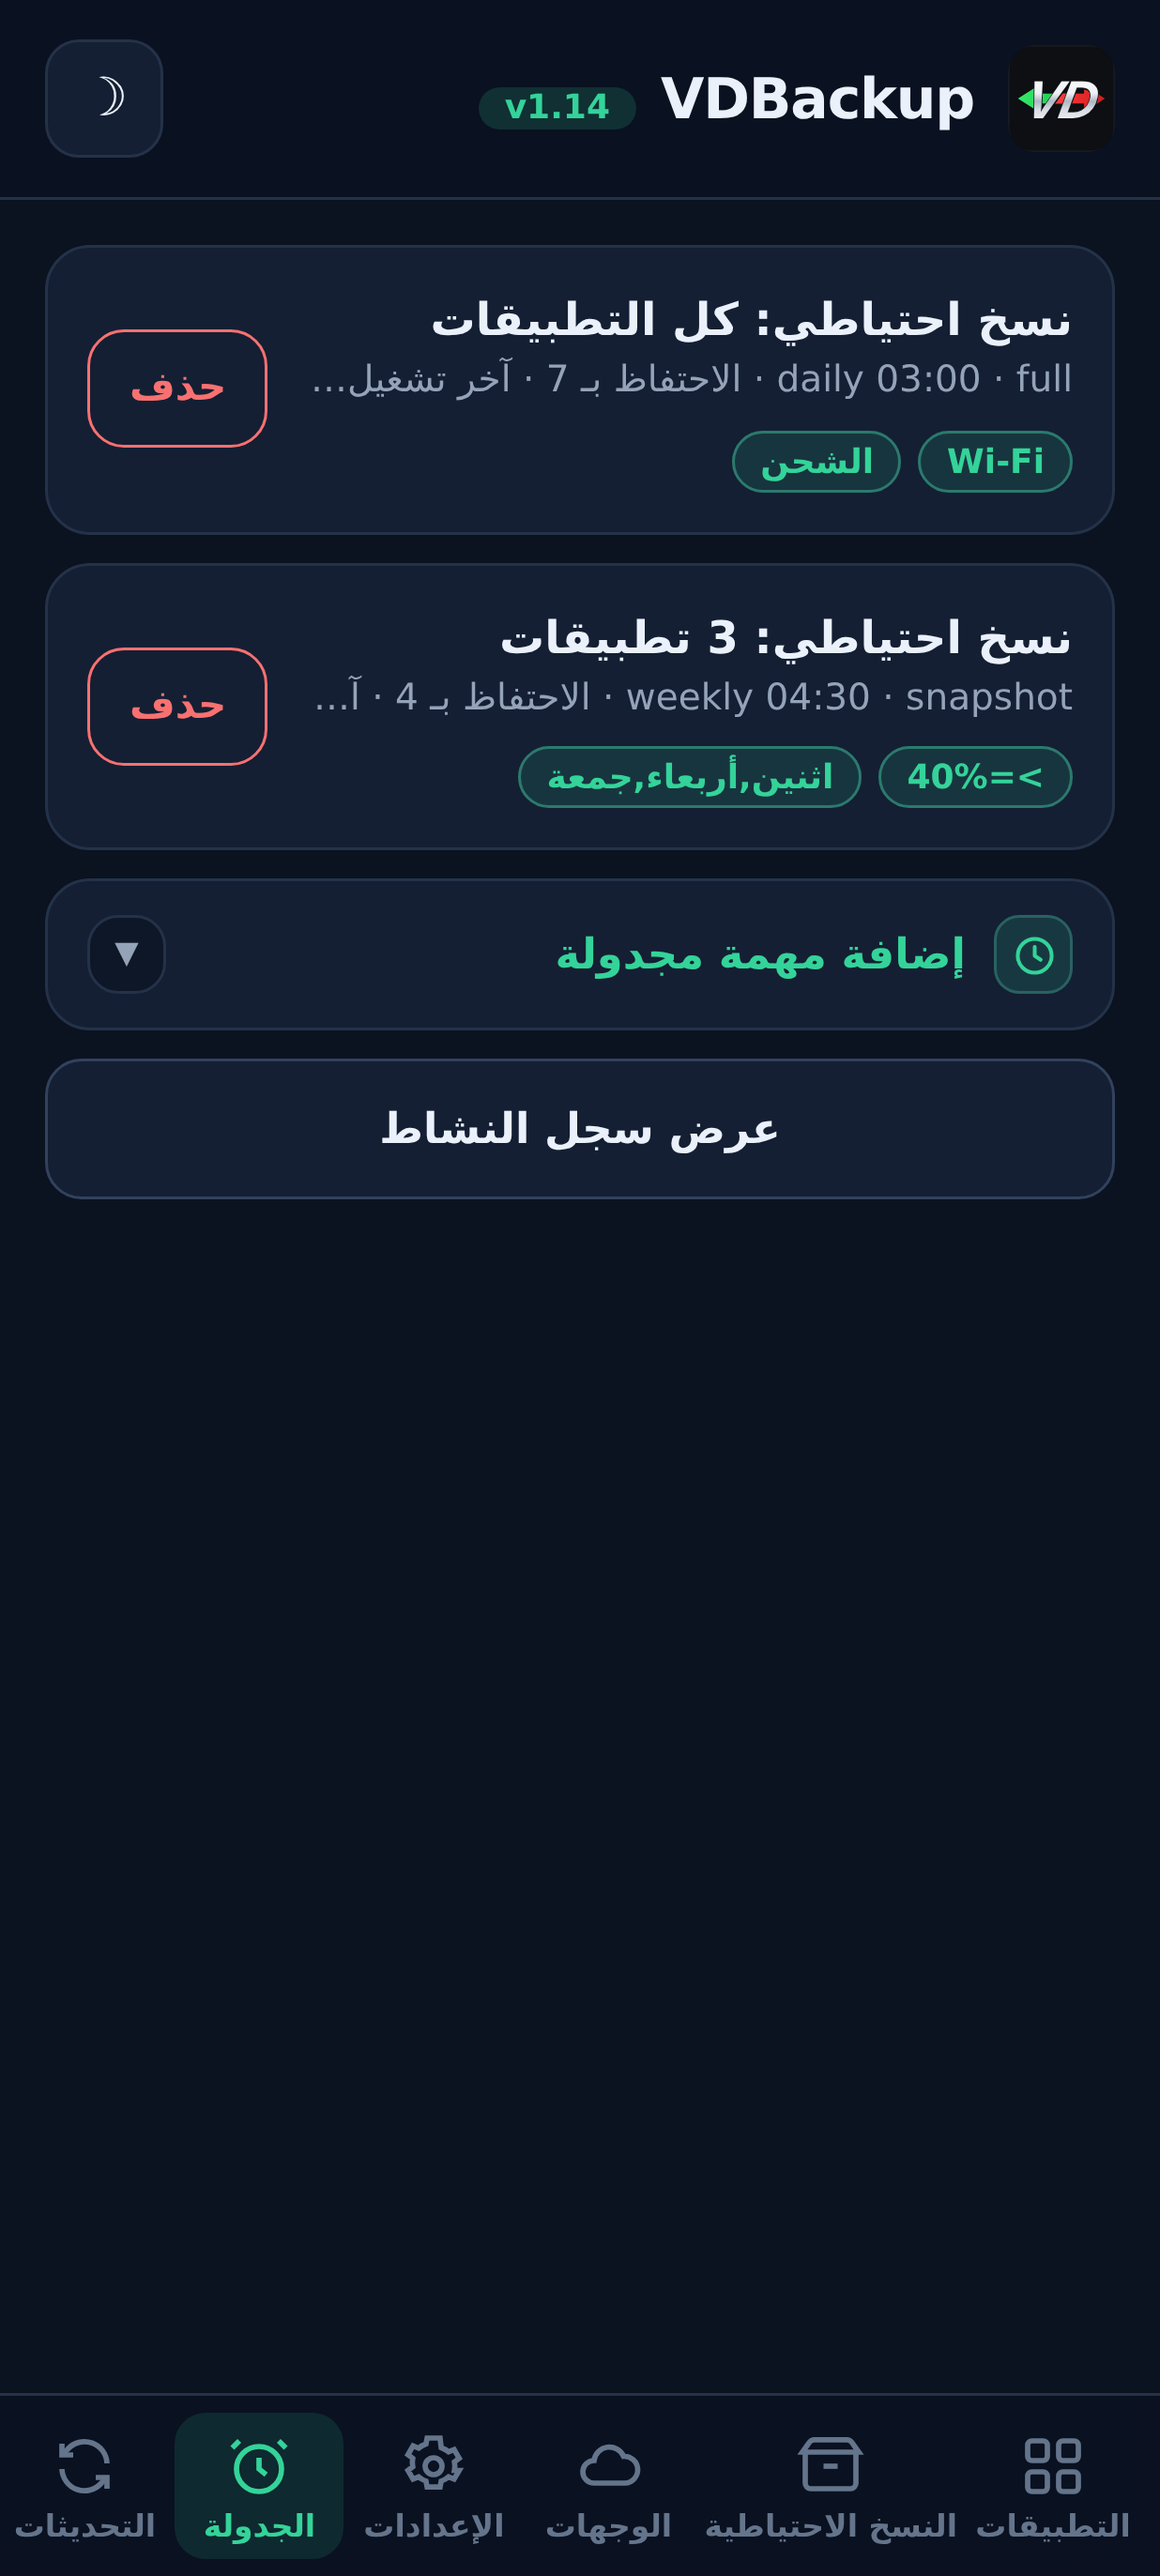 VD VDBackup v1.14
نسخ احتياطي: كل التطبيقات
full · daily 03:00 · الاحتفاظ بـ 7 · آخر تشغيل...
حذف
Wi-Fi الشحن
نسخ احتياطي: 3 تطبيقات
snapshot · weekly 04:30 · الاحتفاظ بـ 4 · آ...
حذف
>=40% اثنين,أربعاء,جمعة
إضافة مهمة مجدولة
عرض سجل النشاط
التطبيقات النسخ الاحتياطية الوجهات الإعدادات الجدولة التحديثات